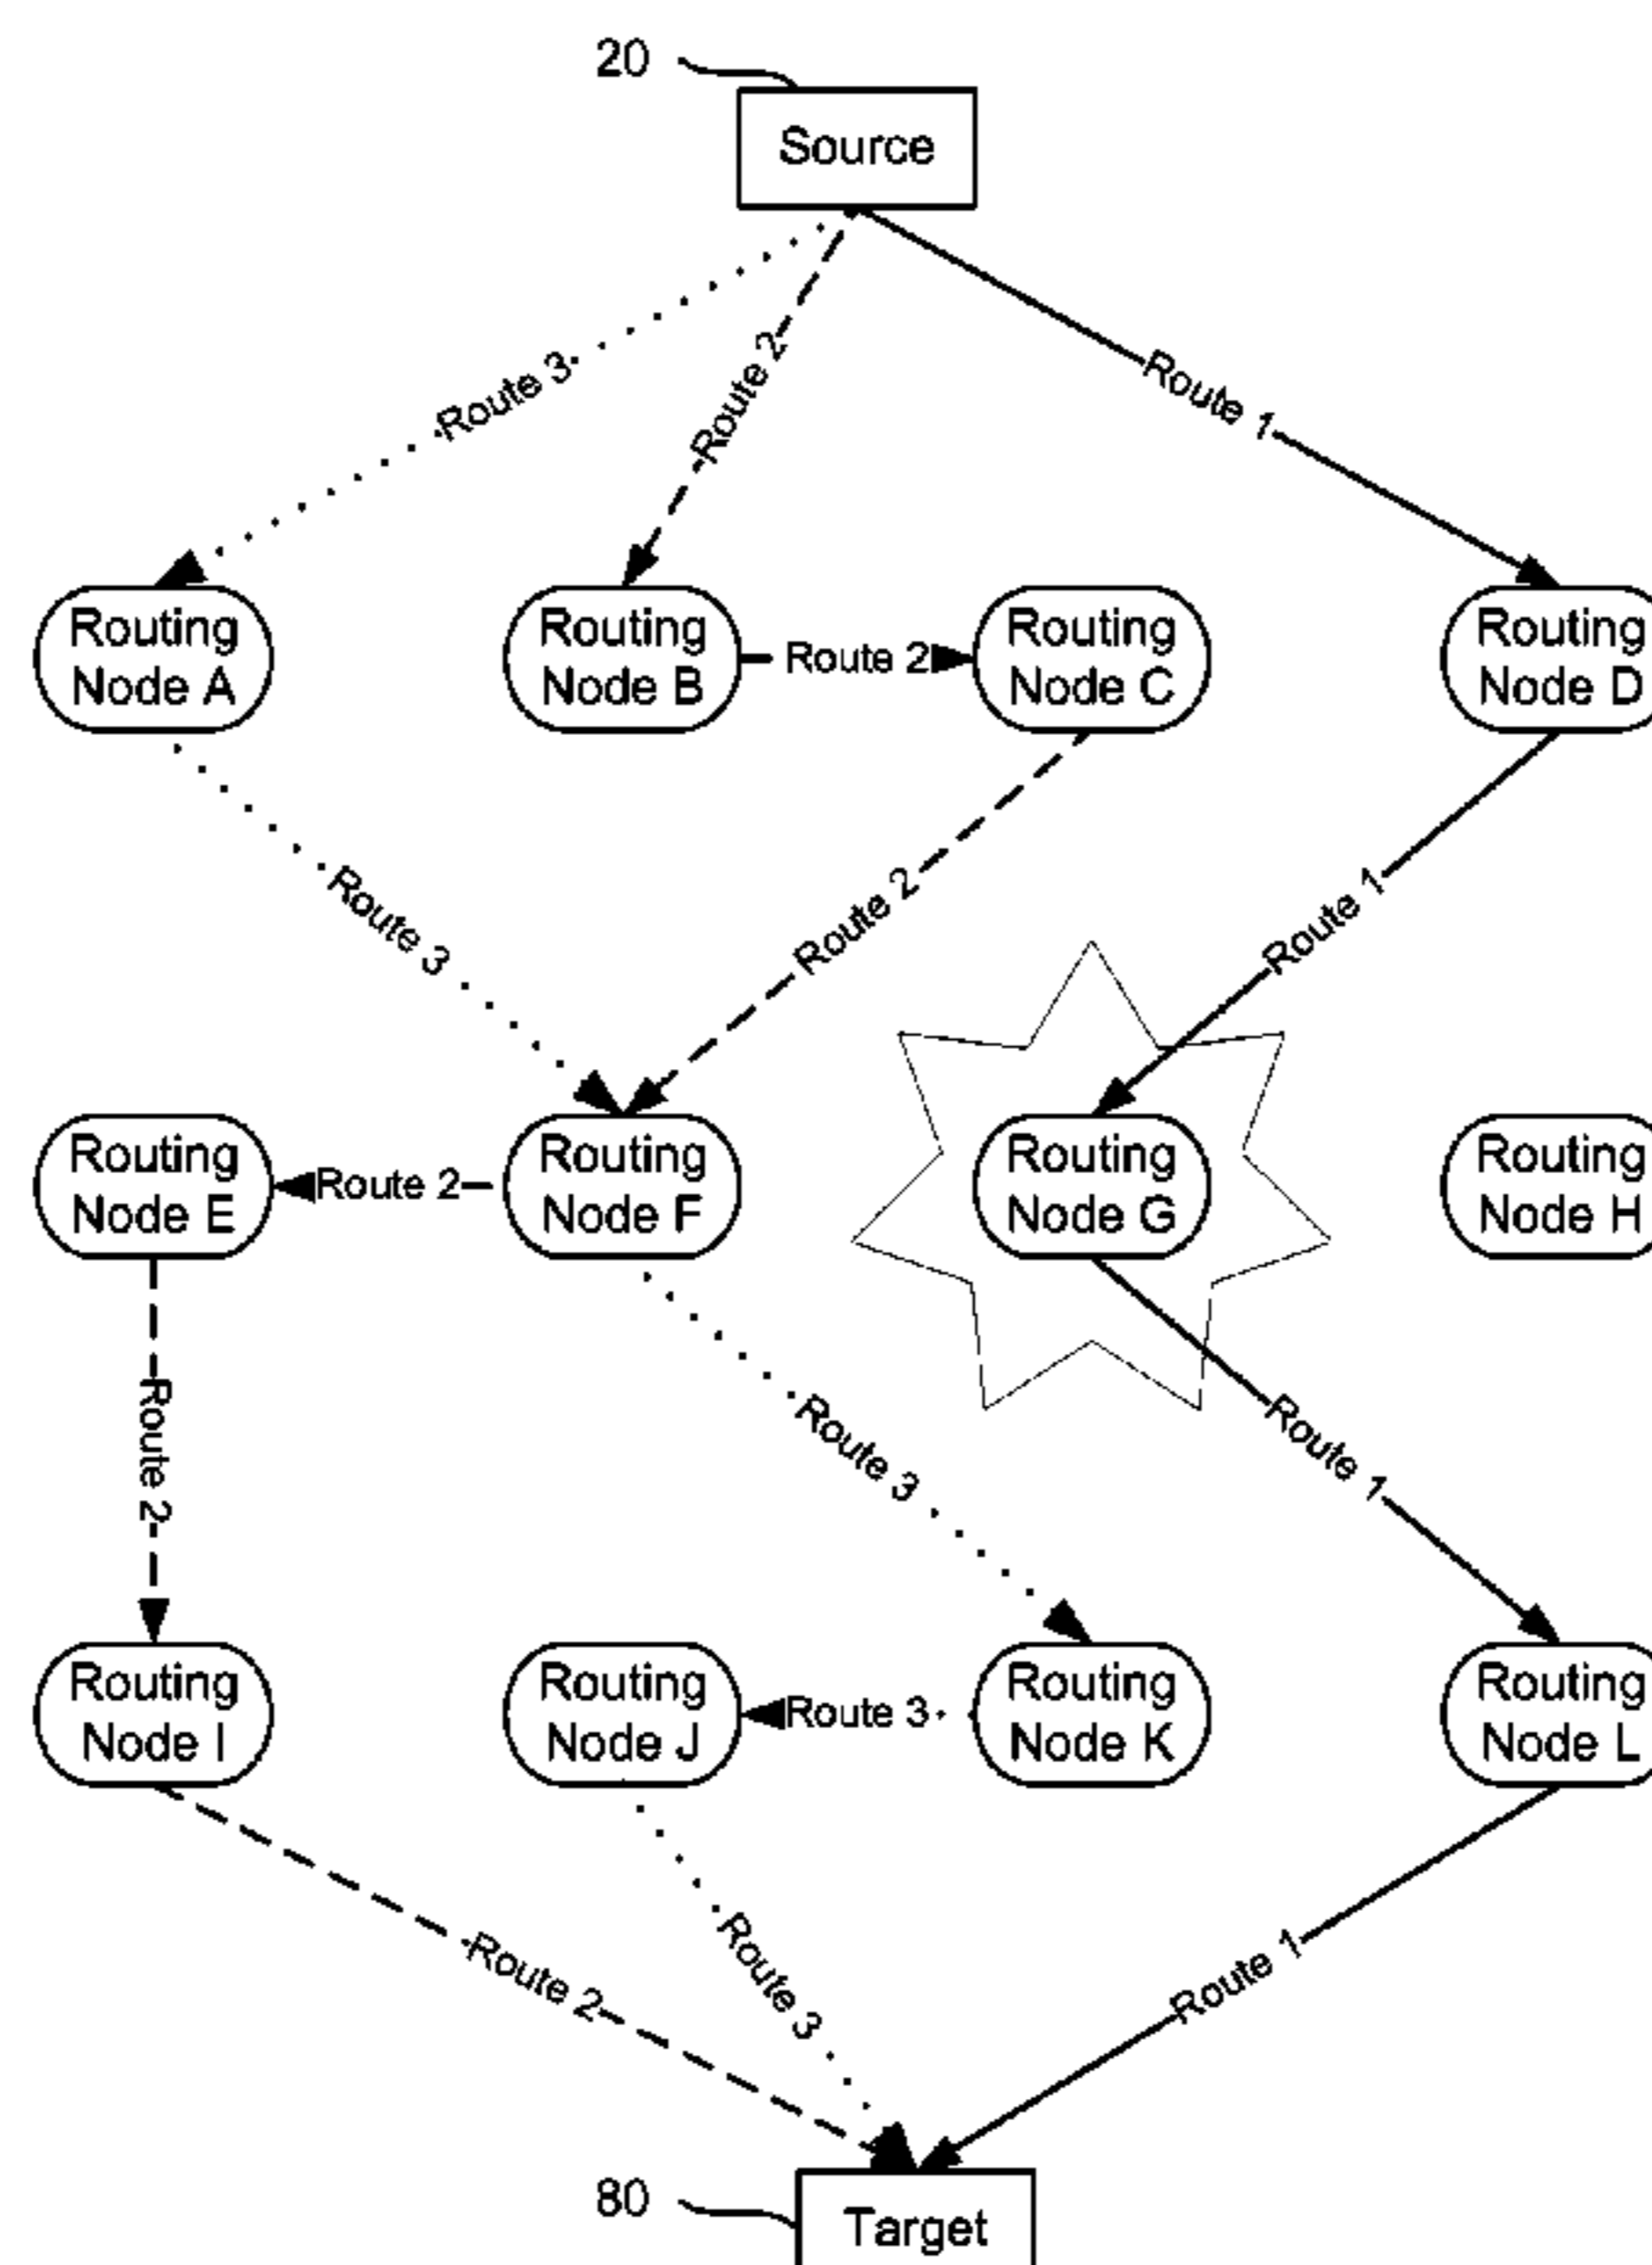 20
Source
Route 3
Route 2
Route 1
Routing
Node A
Routing
Node B
Route 2
Routing
Node C
Routing
Node D
Route 3
Route 2
Route 1
Routing
Node E
Route 2
Routing
Node F
Routing
Node G
Routing
Node H
Route 2
Route 3
Route 1
Routing
Node I
Routing
Node J
Route 3
Routing
Node K
Routing
Node L
Route 2
Route 3
Route 1
80
Target